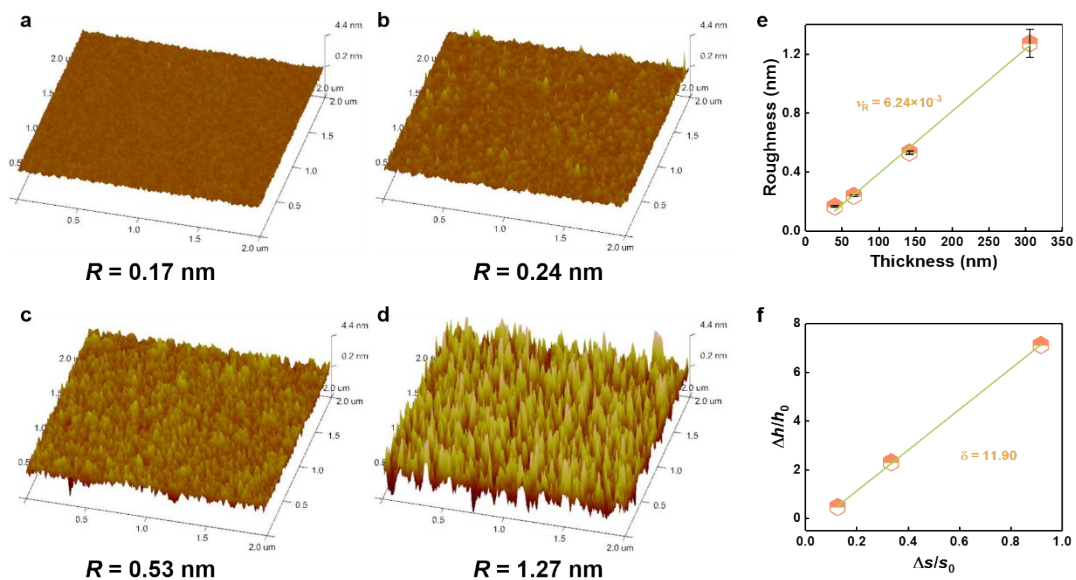 a
4.4 nm
0.2 nm
2.0 um
2.0
1.5
1.5
1.0
1.0
0.5
0.5
0.5
1.0
1.5
2.0 um
R = 0.17 nm
b
4.4 nm
0.2 nm
2.0 um
2.0
1.5
1.5
1.0
1.0
0.5
0.5
0.5
1.0
1.5
2.0 um
R = 0.24 nm
c
4.4 nm
0.2 nm
2.0 um
2.0
1.5
1.5
1.0
1.0
0.5
0.5
0.5
1.0
1.5
2.0 um
R = 0.53 nm
d
4.4 nm
0.2 nm
2.0 um
2.0
1.5
1.5
1.0
1.0
0.5
0.5
0.5
1.0
1.5
2.0 um
R = 1.27 nm
e
Roughness (nm)
1.2
0.8
0.4
0.0
νR = 6.24×10-3
0 50 100 150 200 250 300 350
Thickness (nm)
f
Δh/h0
8
6
4
2
0
δ = 11.90
0.2 0.4 0.6 0.8 1.0
Δs/s0